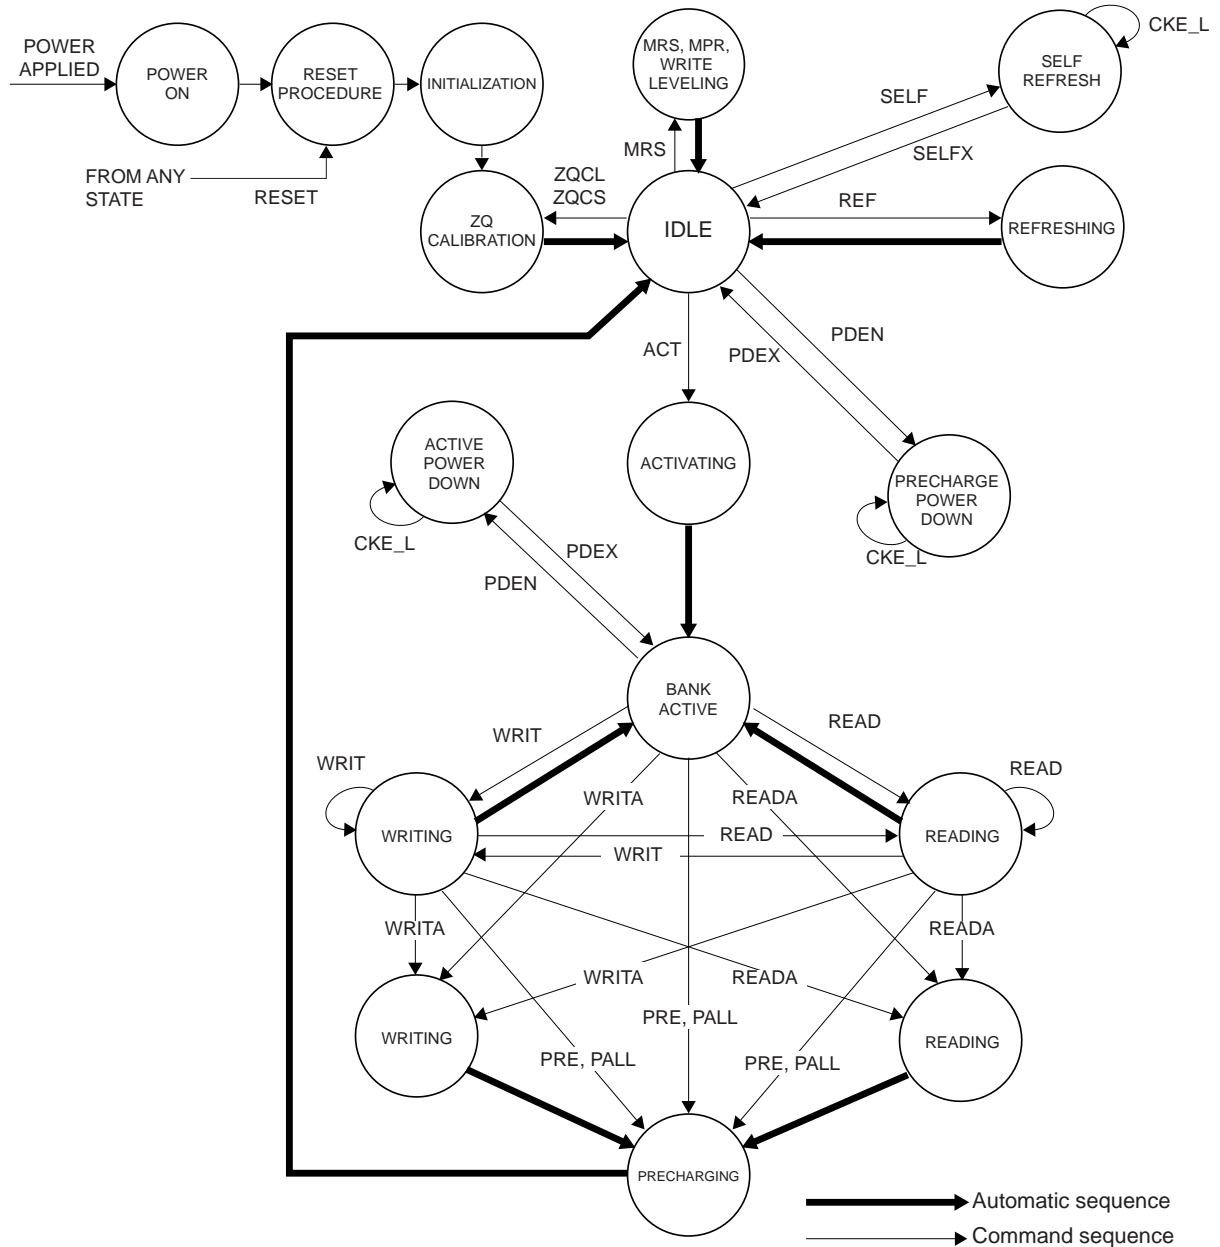 POWER
APPLIED
POWER
ON
RESET
PROCEDURE
INITIALIZATION
MRS, MPR,
WRITE
LEVELING
SELF
REFRESH
CKE_L
SELF
SELFX
MRS
FROM ANY
STATE
RESET
ZQCL
ZQCS
ZQ
CALIBRATION
IDLE
REF
REFRESHING
ACT
PDEX
PDEN
ACTIVE
POWER
DOWN
CKE_L
ACTIVATING
PRECHARGE
POWER
DOWN
CKE_L
PDEX
PDEN
BANK
ACTIVE
WRIT
READ
WRIT
READ
WRITA
READA
WRITING
READ
READING
WRIT
WRITA
READA
WRITA
READA
WRITING
PRE, PALL
READING
PRE, PALL
PRE, PALL
PRECHARGING
Automatic sequence
Command sequence